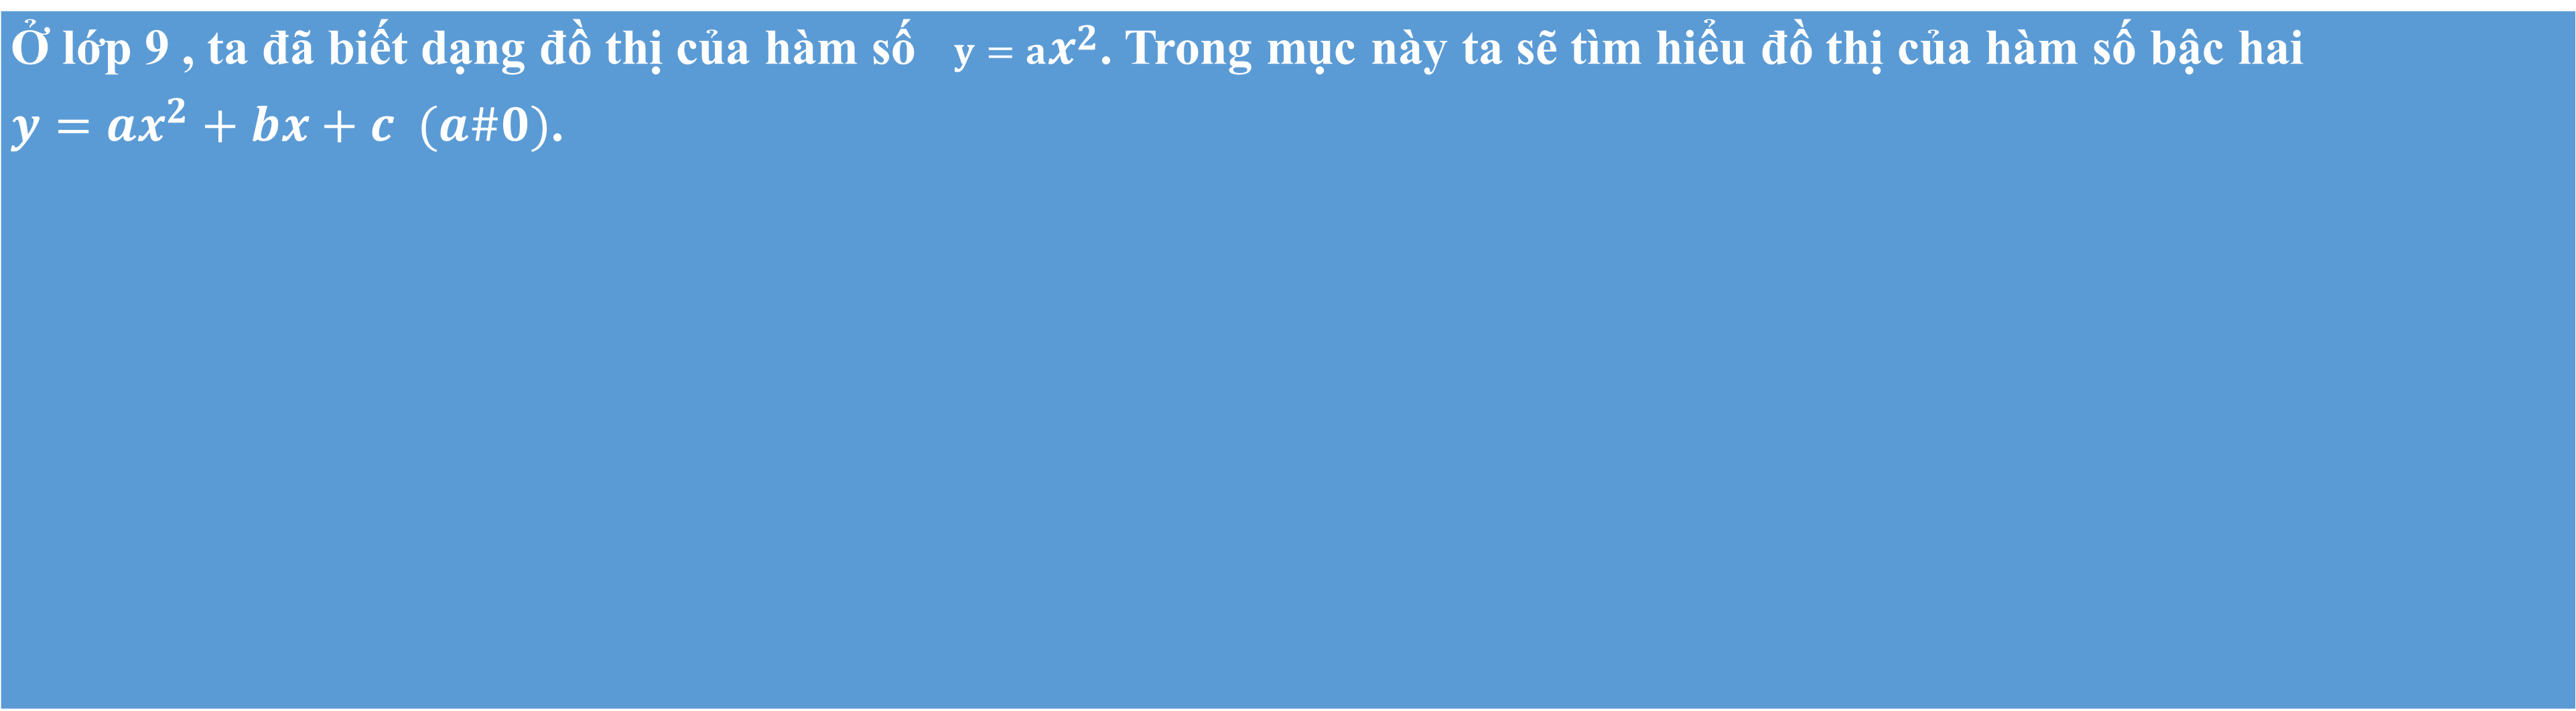 Ở lớp 9 , ta đã biết dạng đồ thị của hàm số y = ax². Trong mục này ta sẽ tìm hiểu đồ thị của hàm số bậc hai
y = ax² + bx + c (a#0).